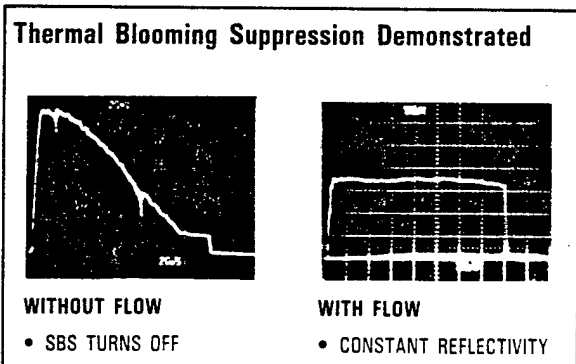 Thermal Blooming Suppression Demonstrated
WITHOUT FLOW
• SBS TURNS OFF
WITH FLOW
• CONSTANT REFLECTIVITY